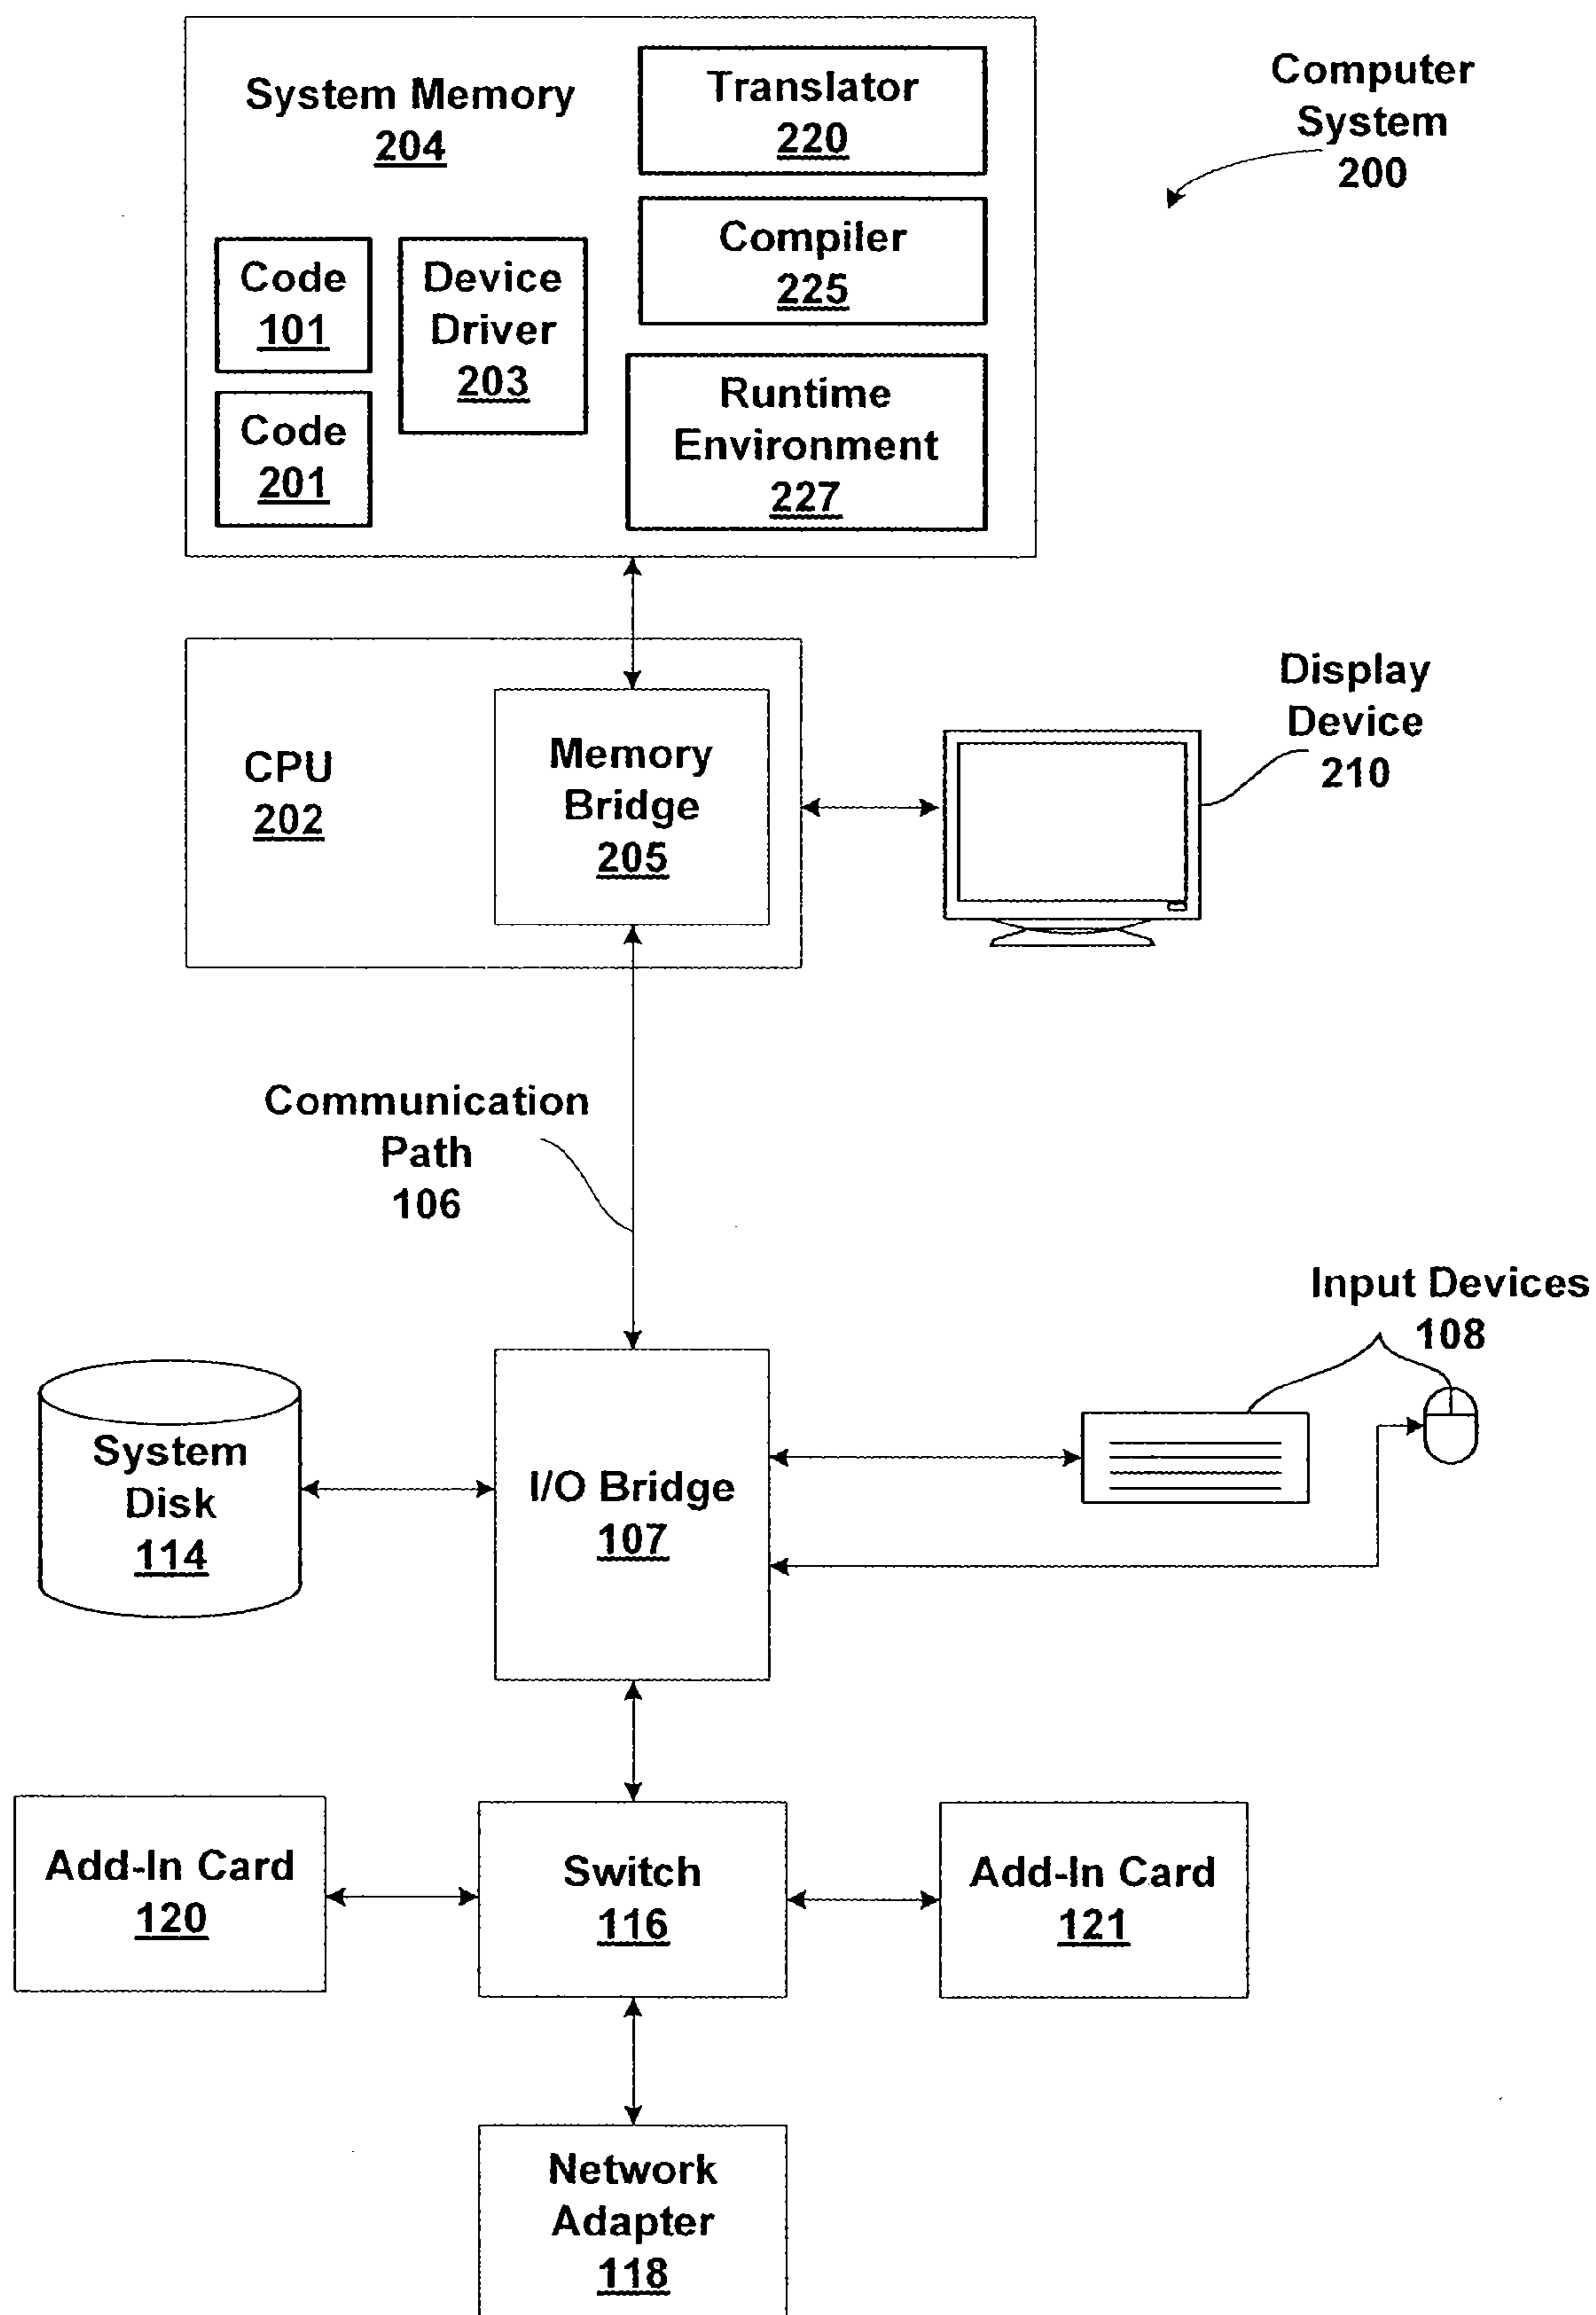 System Memory
204
Translator
220
Computer
System
200
Compiler
225
Code
101
Device
Driver
203
Code
201
Runtime
Environment
227
CPU
202
Memory
Bridge
205
Display
Device
210
Communication
Path
106
Input Devices
108
System
Disk
114
I/O Bridge
107
Add-In Card
120
Switch
116
Add-In Card
121
Network
Adapter
118